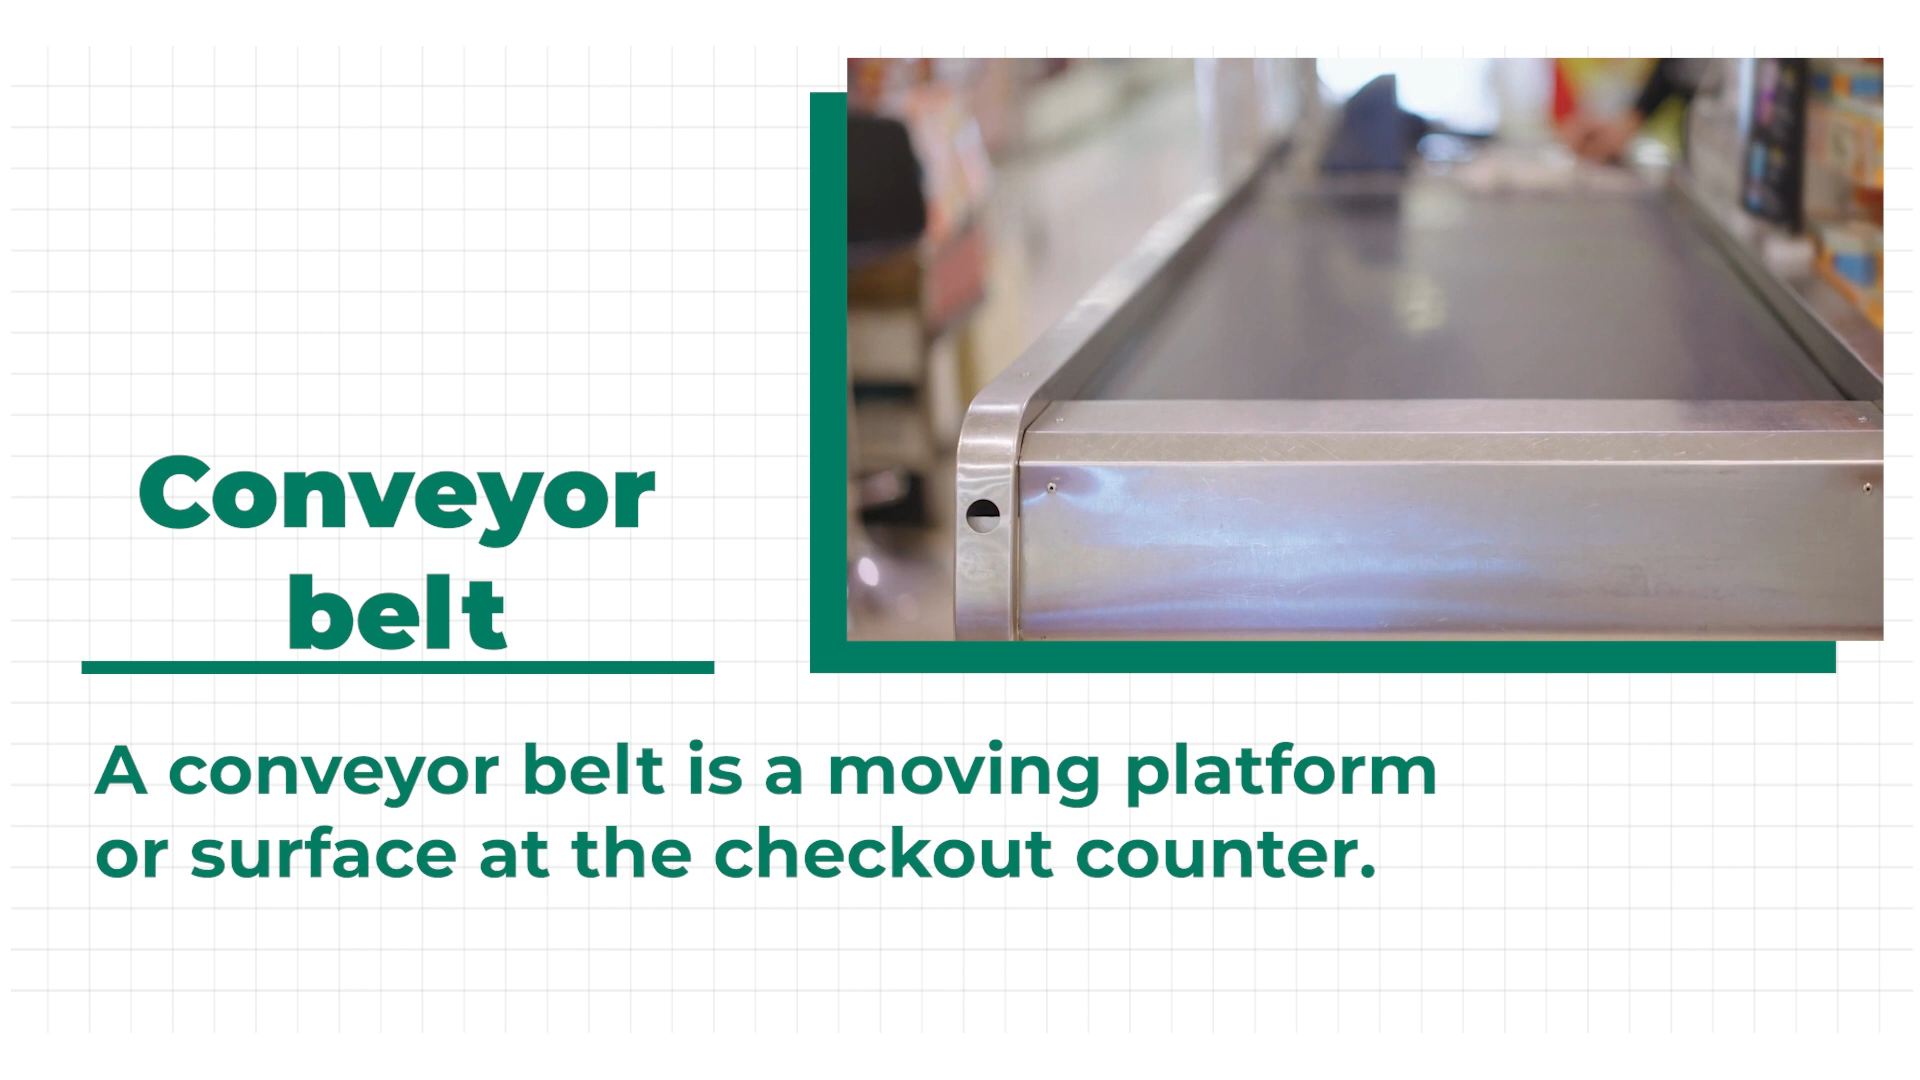 Conveyor
belt
A conveyor belt is a moving platform
or surface at the checkout counter.